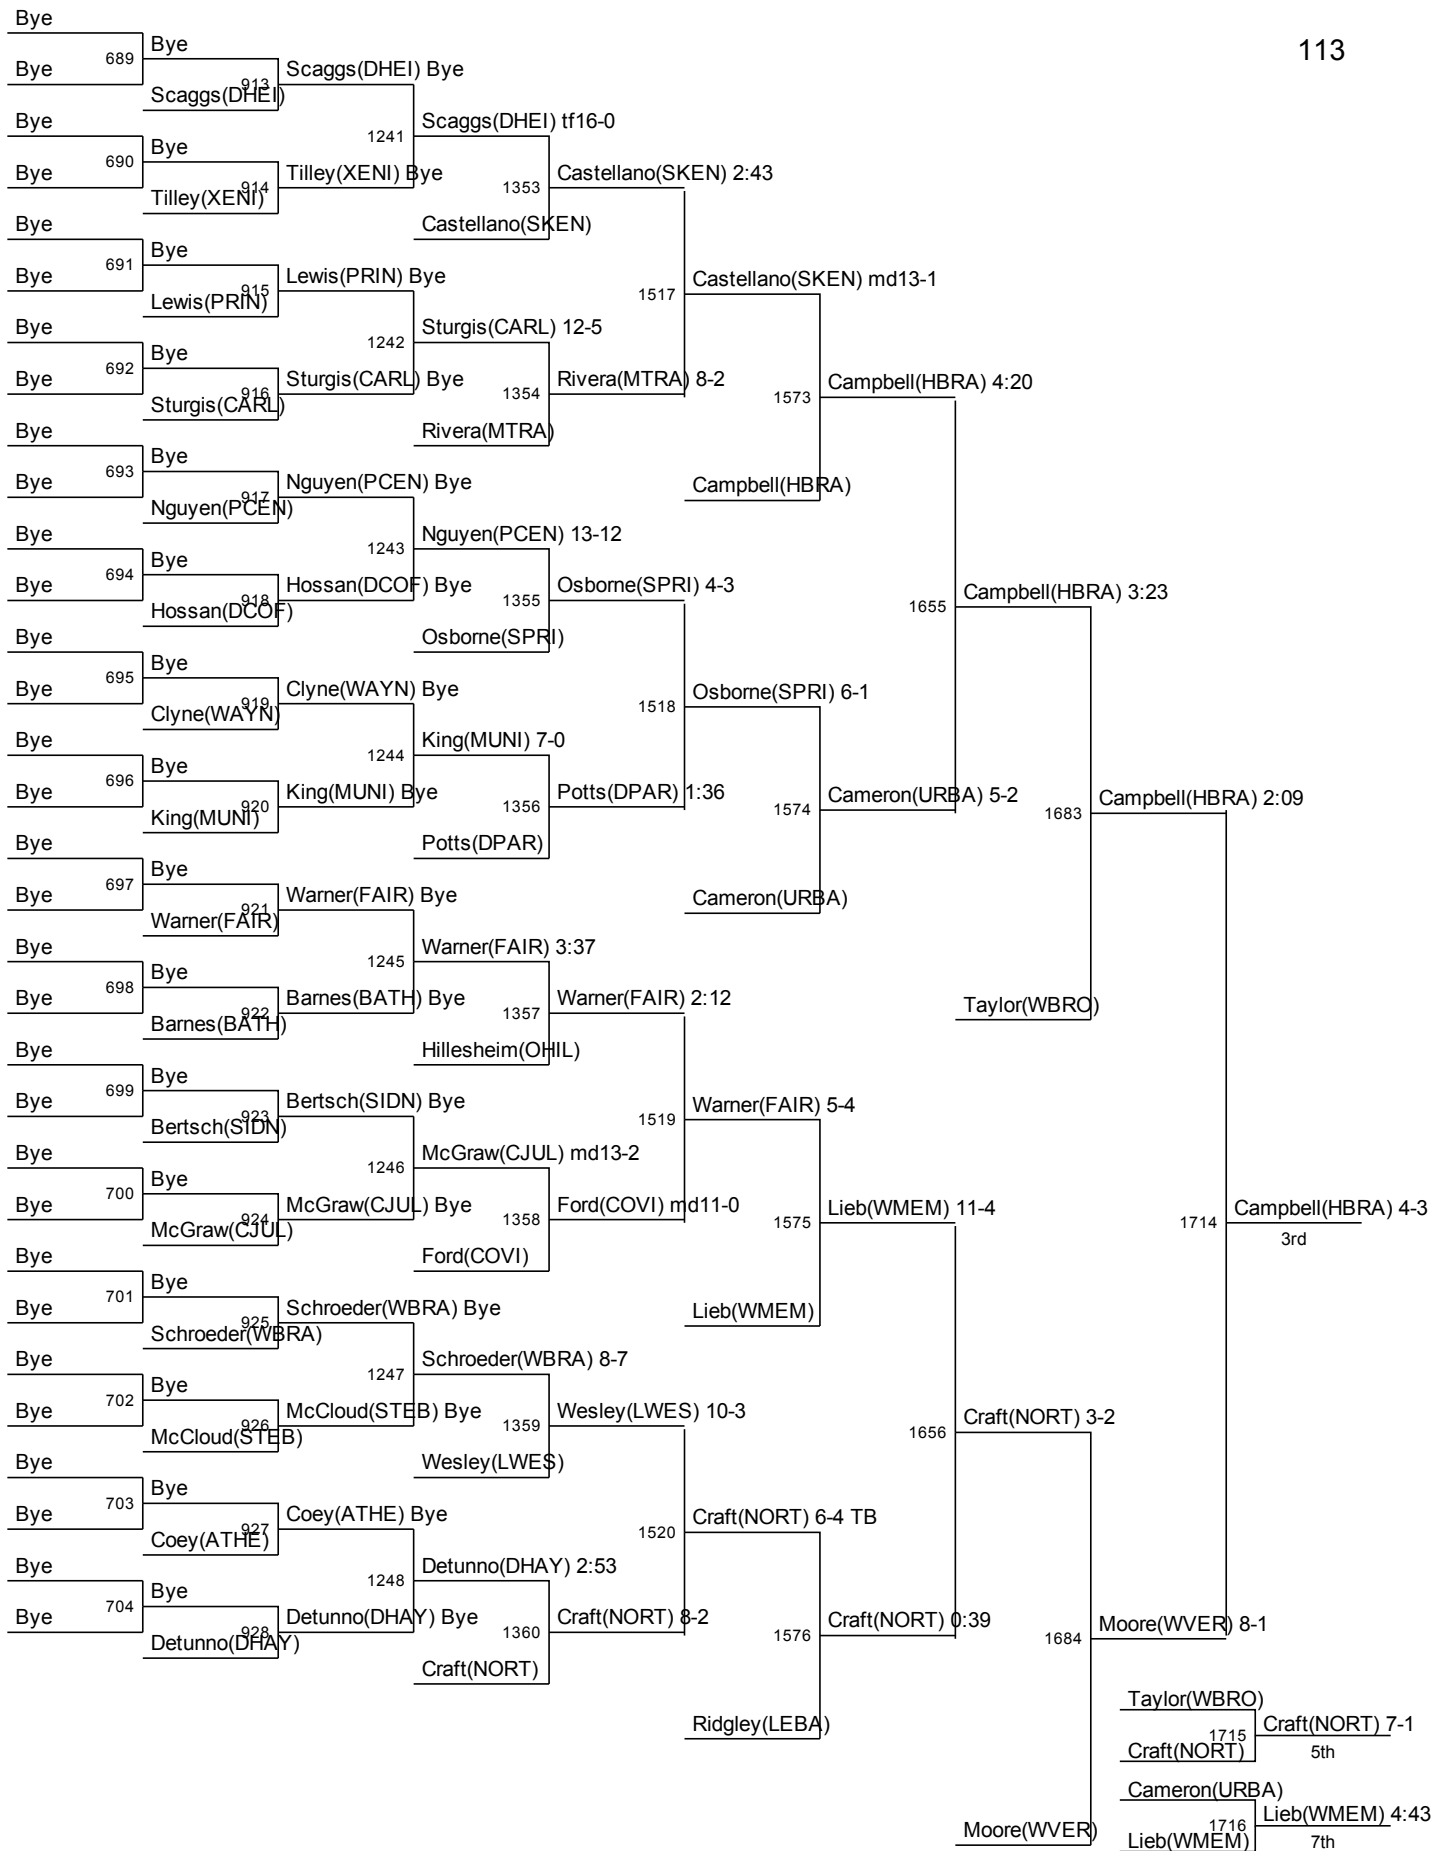 113
Bye
Bye
689
Bye
913
Scaggs(DHEI) Bye
Bye
Scaggs(DHEI)
Bye
1241
Scaggs(DHEI) tf16-0
690
Bye
Bye
914
Tilley(XENI) Bye
1353
Castellano(SKEN) 2:43
Tilley(XENI)
Bye
Castellano(SKEN)
691
Bye
Bye
915
Lewis(PRIN) Bye
1517
Castellano(SKEN) md13-1
Lewis(PRIN)
Bye
1242
Sturgis(CARL) 12-5
692
Bye
Bye
916
Sturgis(CARL) Bye
1354
Rivera(MTRA) 8-2
1573
Campbell(HBRA) 4:20
Sturgis(CARL)
Bye
Rivera(MTRA)
693
Bye
Bye
917
Nguyen(PCEN) Bye
Campbell(HBRA)
Nguyen(PCEN)
Bye
1243
Nguyen(PCEN) 13-12
694
Bye
Bye
918
Hossan(DCOF) Bye
1355
Osborne(SPRI) 4-3
1655
Campbell(HBRA) 3:23
Hossan(DCOF)
Bye
Osborne(SPRI)
695
Bye
Bye
919
Clyne(WAYN) Bye
1518
Osborne(SPRI) 6-1
Clyne(WAYN)
Bye
1244
King(MUNI) 7-0
696
Bye
Bye
920
King(MUNI) Bye
1356
Potts(DPAR) 1:36
1574
Cameron(URBA) 5-2
1683
Campbell(HBRA) 2:09
King(MUNI)
Bye
Potts(DPAR)
697
Bye
Bye
921
Warner(FAIR) Bye
Cameron(URBA)
Warner(FAIR)
Bye
1245
Warner(FAIR) 3:37
698
Bye
Bye
922
Barnes(BATH) Bye
1357
Warner(FAIR) 2:12
Taylor(WBRO)
Barnes(BATH)
Bye
Hillesheim(OHIL)
699
Bye
Bye
923
Bertsch(SIDN) Bye
1519
Warner(FAIR) 5-4
Bertsch(SIDN)
Bye
1246
McGraw(CJUL) md13-2
700
Bye
Bye
924
McGraw(CJUL) Bye
1358
Ford(COVI) md11-0
1575
Lieb(WMEM) 11-4
1714
Campbell(HBRA) 4-3
3rd
McGraw(CJUL)
Bye
Ford(COVI)
701
Bye
Bye
925
Schroeder(WBRA) Bye
Lieb(WMEM)
Schroeder(WBRA)
Bye
1247
Schroeder(WBRA) 8-7
702
Bye
Bye
926
McCloud(STEB) Bye
1359
Wesley(LWES) 10-3
1656
Craft(NORT) 3-2
McCloud(STEB)
Bye
Wesley(LWES)
703
Bye
Bye
927
Coey(ATHE) Bye
1520
Craft(NORT) 6-4 TB
Coey(ATHE)
Bye
1248
Detunno(DHAY) 2:53
704
Bye
Bye
928
Detunno(DHAY) Bye
1360
Craft(NORT) 8-2
1576
Craft(NORT) 0:39
1684
Moore(WVER) 8-1
Detunno(DHAY)
Craft(NORT)
Ridgley(LEBA)
Taylor(WBRO)
1715
Craft(NORT) 7-1
Craft(NORT)
5th
Cameron(URBA)
1716
Lieb(WMEM) 4:43
Moore(WVER)
Lieb(WMEM)
7th